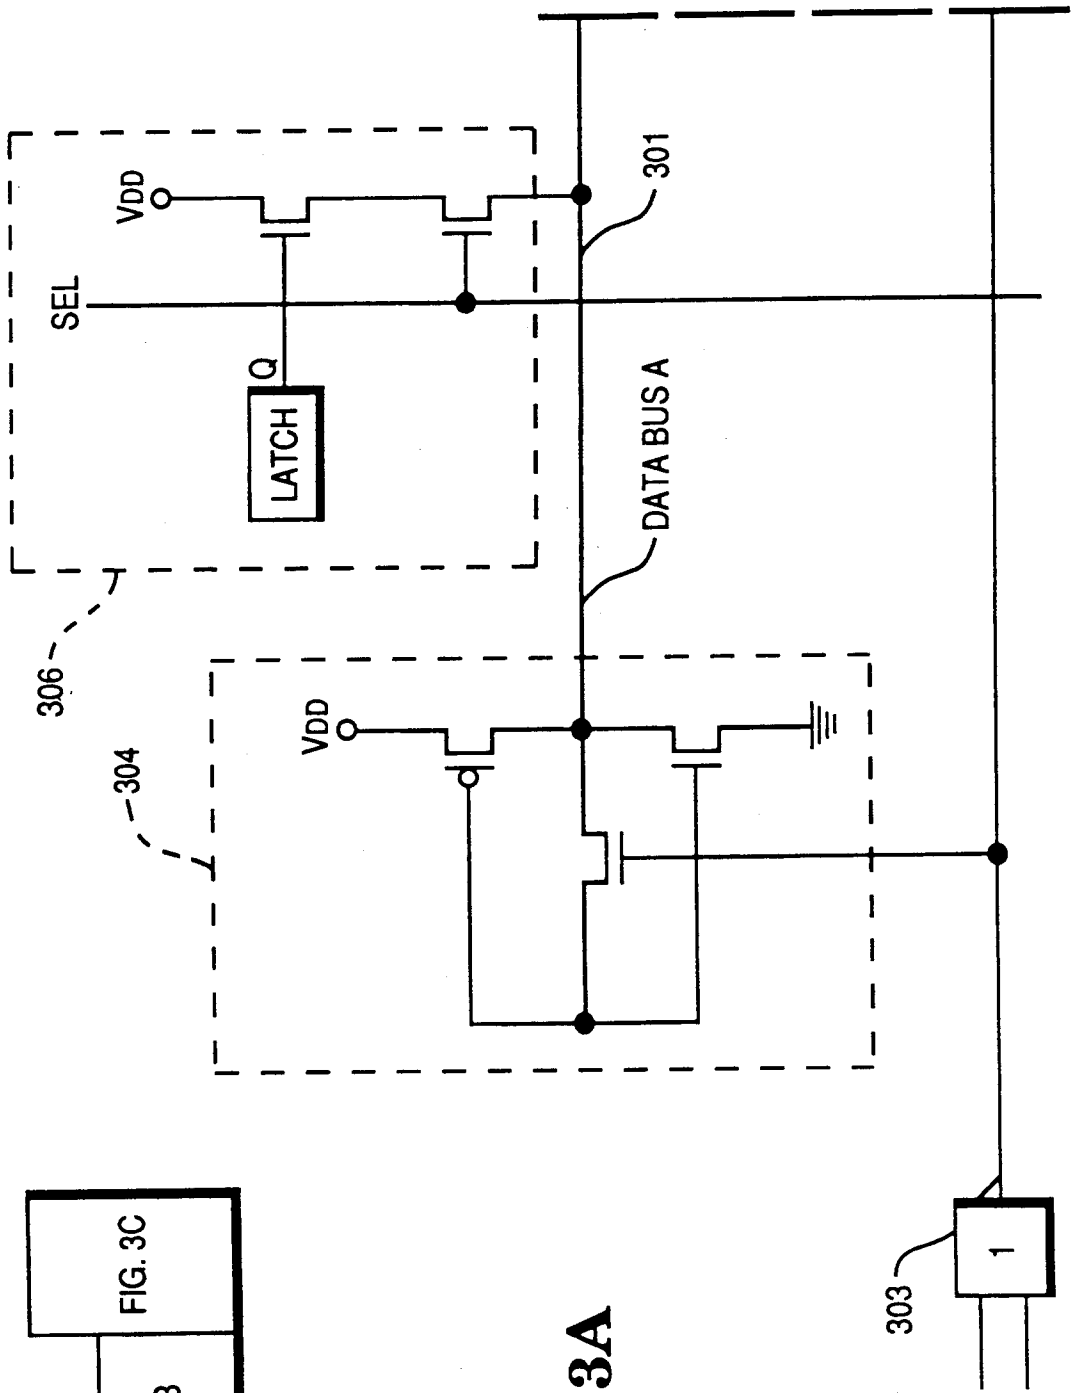 VDD
SEL
Q
LATCH
301
306
DATA BUS A
304
VDD
FIG. 3C
3A
303
1